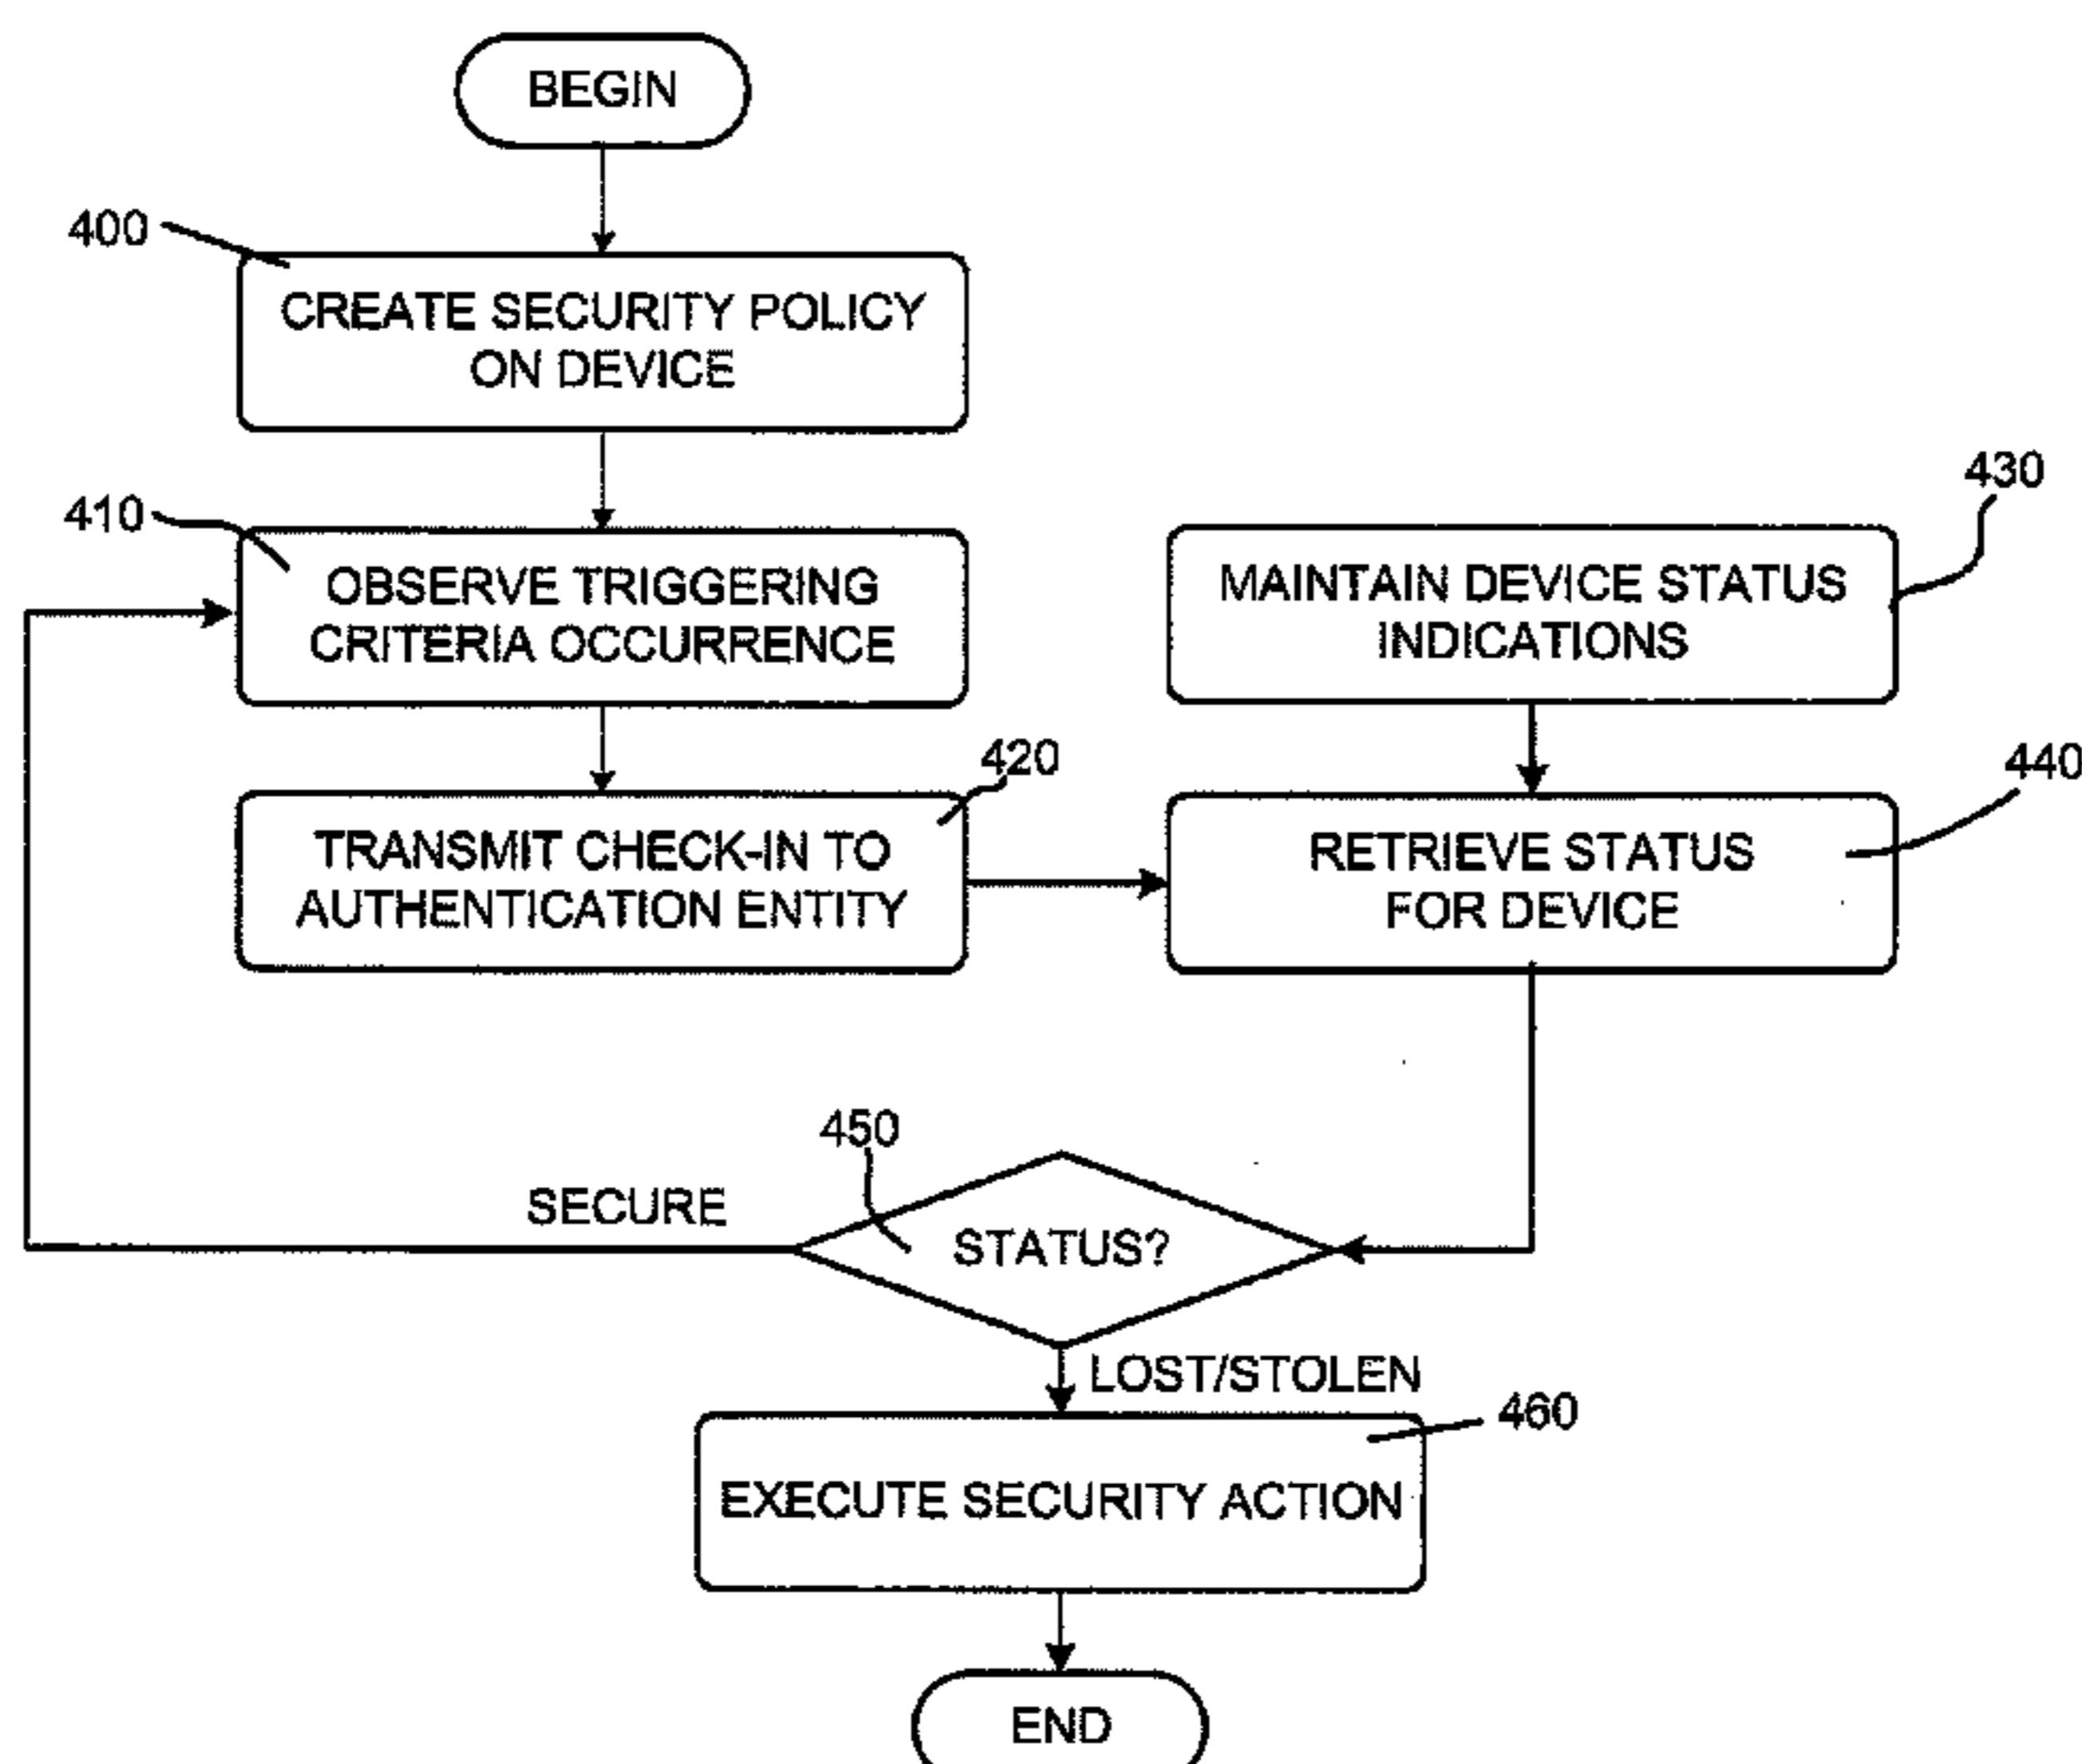 BEGIN
400
CREATE SECURITY POLICY
ON DEVICE
410
OBSERVE TRIGGERING
CRITERIA OCCURRENCE
430
MAINTAIN DEVICE STATUS
INDICATIONS
420
TRANSMIT CHECK-IN TO
AUTHENTICATION ENTITY
440
RETRIEVE STATUS
FOR DEVICE
450
SECURE
STATUS?
LOST/STOLEN
460
EXECUTE SECURITY ACTION
END